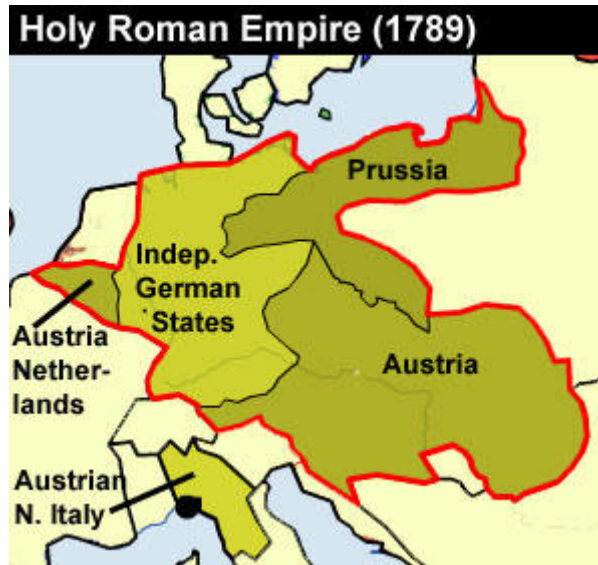 Holy Roman Empire (1789)
Prussia
Indep.
German
States
Austria
Nether-
lands
Austria
Austrian
N. Italy